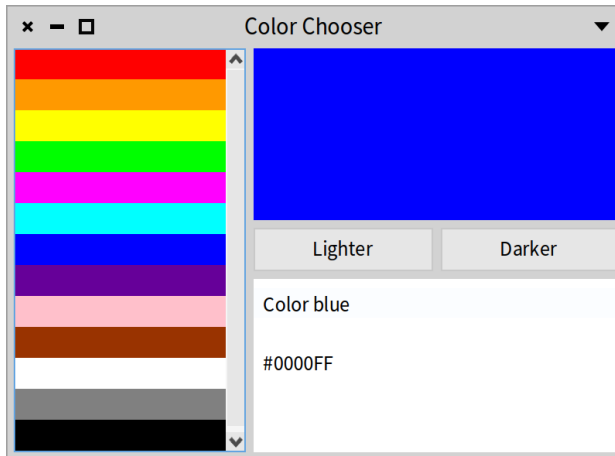 Color Chooser
Lighter
Darker
Color blue
#0000FF